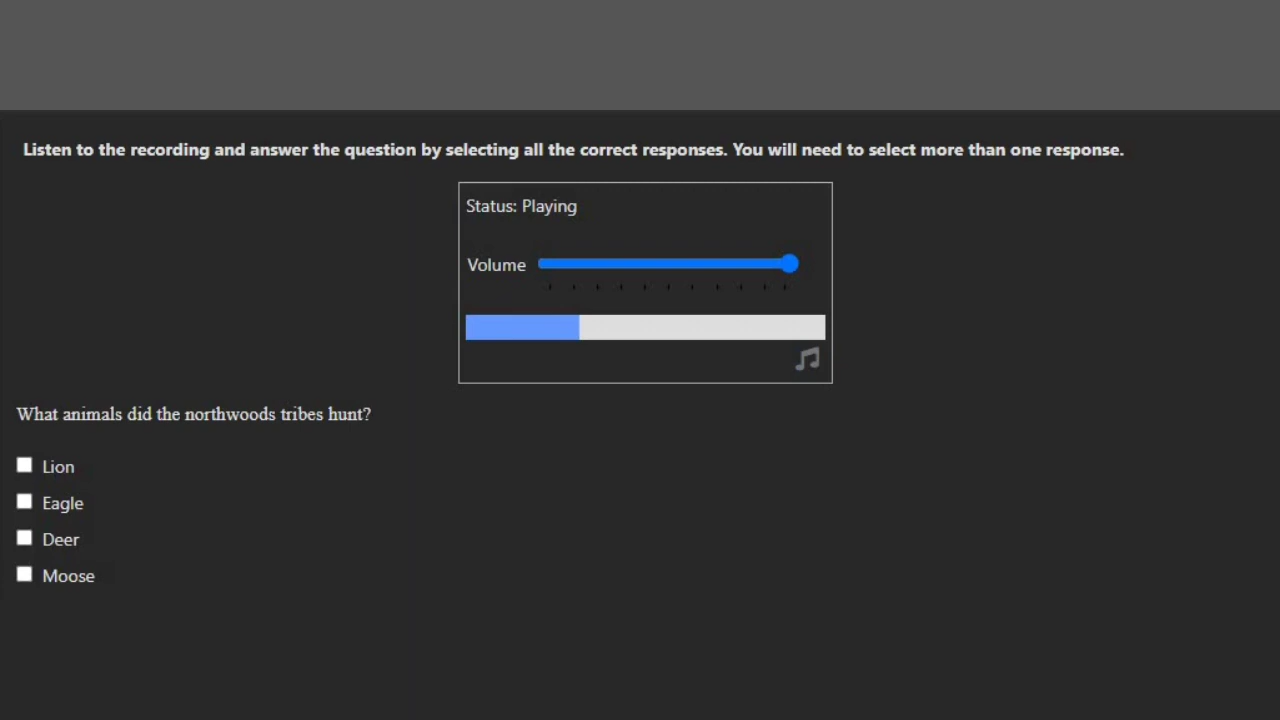 Listen to the recording and answer the question by selecting all the correct responses. You will need to select more than one response.
Status: Playing
Volume
What animals did the northwoods tribes hunt?
Lion
Eagle
Deer
Moose